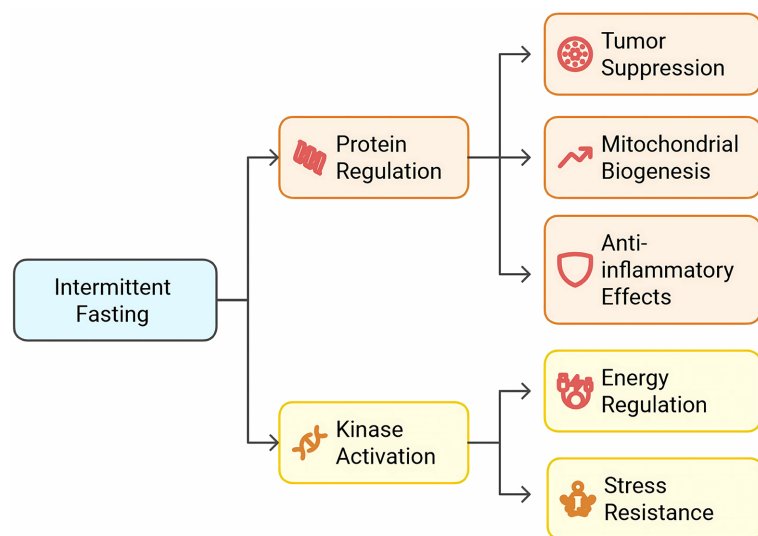 Tumor
Suppression
Protein
Regulation
Mitochondrial
Biogenesis
Anti-
inflammatory
Effects
Intermittent
Fasting
Energy
Regulation
Kinase
Activation
Stress
Resistance